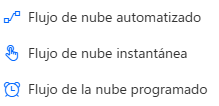 Flujo de nube automatizado
Flujo de nube instantánea
Flujo de la nube programado